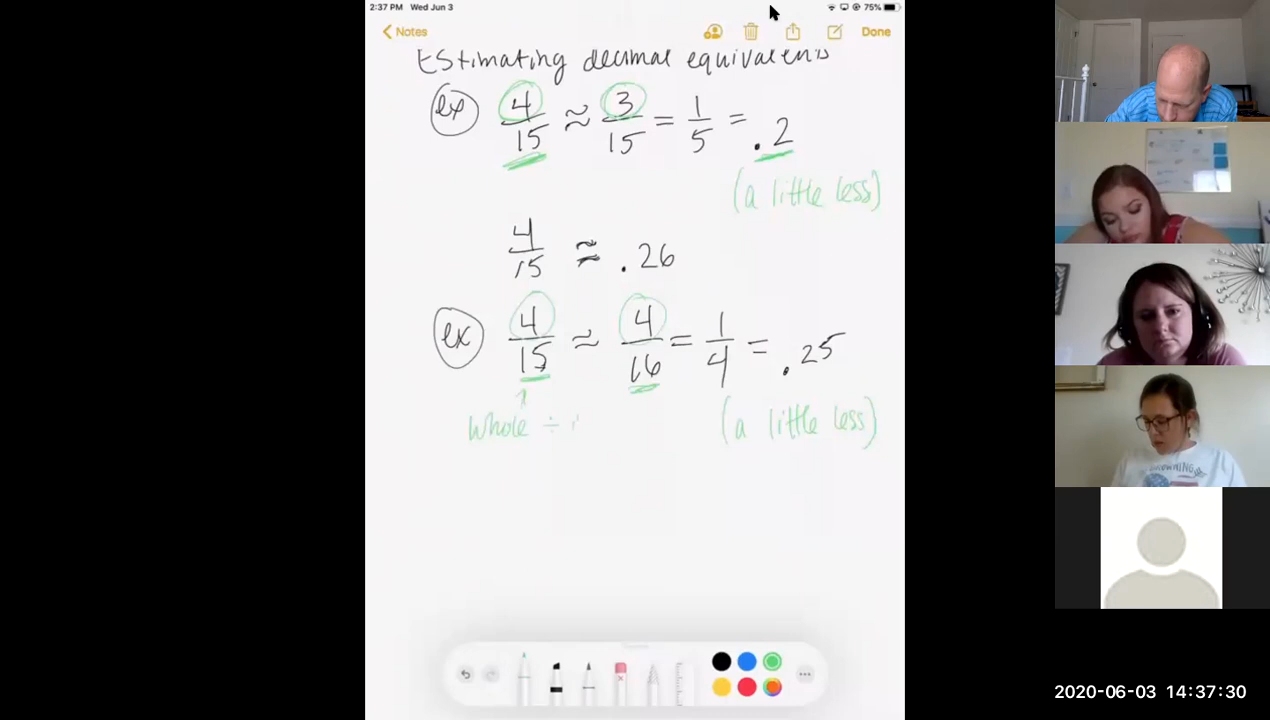 2:37 PM Wed Jun 3
75%
Notes
Done
Estimating decimal equivalents
ex 4/15 ≈ 3/15 = 1/5 = .2
(a little less)
4/15 ≈ .26
ex 4/15 ≈ 4/16 = 1/4 = .25
whole ÷ (a little less)
2020-06-03 14:37:30